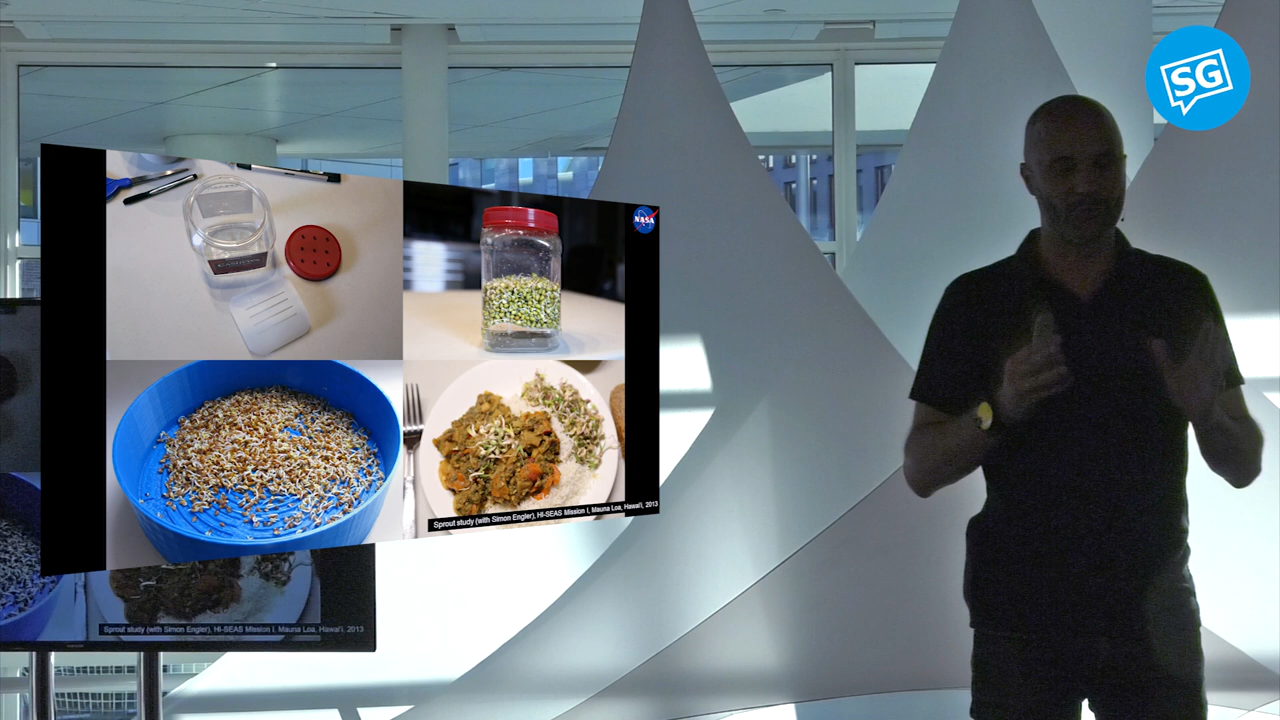 SG
NASA
CASHEWS
Sprout study (with Simon Engler), HI-SEAS Mission I, Mauna Loa, Hawai'i, 2013
Sprout study (with Simon Engler), HI-SEAS Mission I, Mauna Loa, Hawai'i, 2013